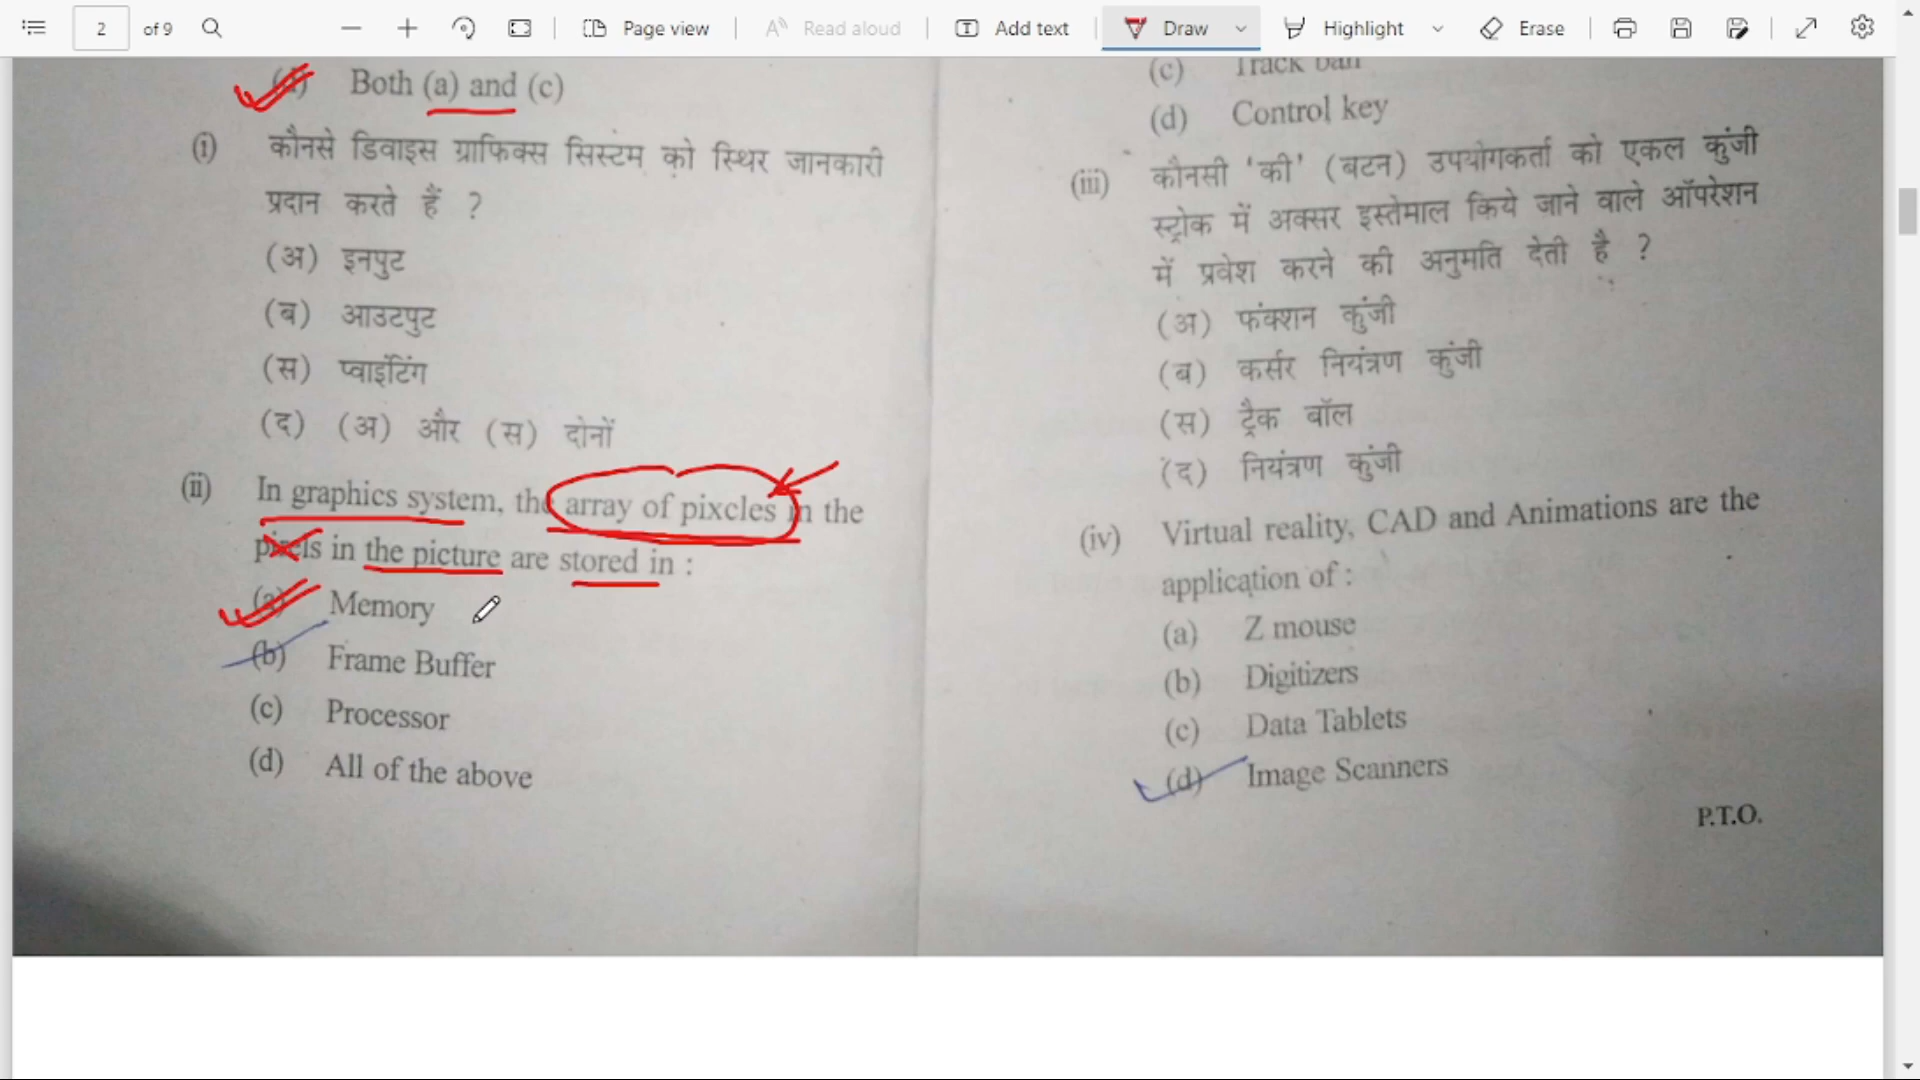 2 of 9 Page view Read aloud Add text Draw Highlight Erase
Both (a) and (c)
(i) कौनसे डिवाइस ग्राफिक्स सिस्टम को स्थिर जानकारी
प्रदान करते हैं ?
(अ) इनपुट
(ब) आउटपुट
(स) प्वाइंटिंग
(द) (अ) और (स) दोनों
(ii) In graphics system, the array of pixcles in the
pixels in the picture are stored in :
(a) Memory
(b) Frame Buffer
(c) Processor
(d) All of the above
(c) Track ball
(d) Control key
(iii) कौनसी 'की' (बटन) उपयोगकर्ता को एकल कुंजी
स्ट्रोक में अक्सर इस्तेमाल किये जाने वाले ऑपरेशन
में प्रवेश करने की अनुमति देती है ?
(अ) फंक्शन कुंजी
(ब) कर्सर नियंत्रण कुंजी
(स) ट्रैक बॉल
(द) नियंत्रण कुंजी
(iv) Virtual reality, CAD and Animations are the
application of :
(a) Z mouse
(b) Digitizers
(c) Data Tablets
(d) Image Scanners
P.T.O.